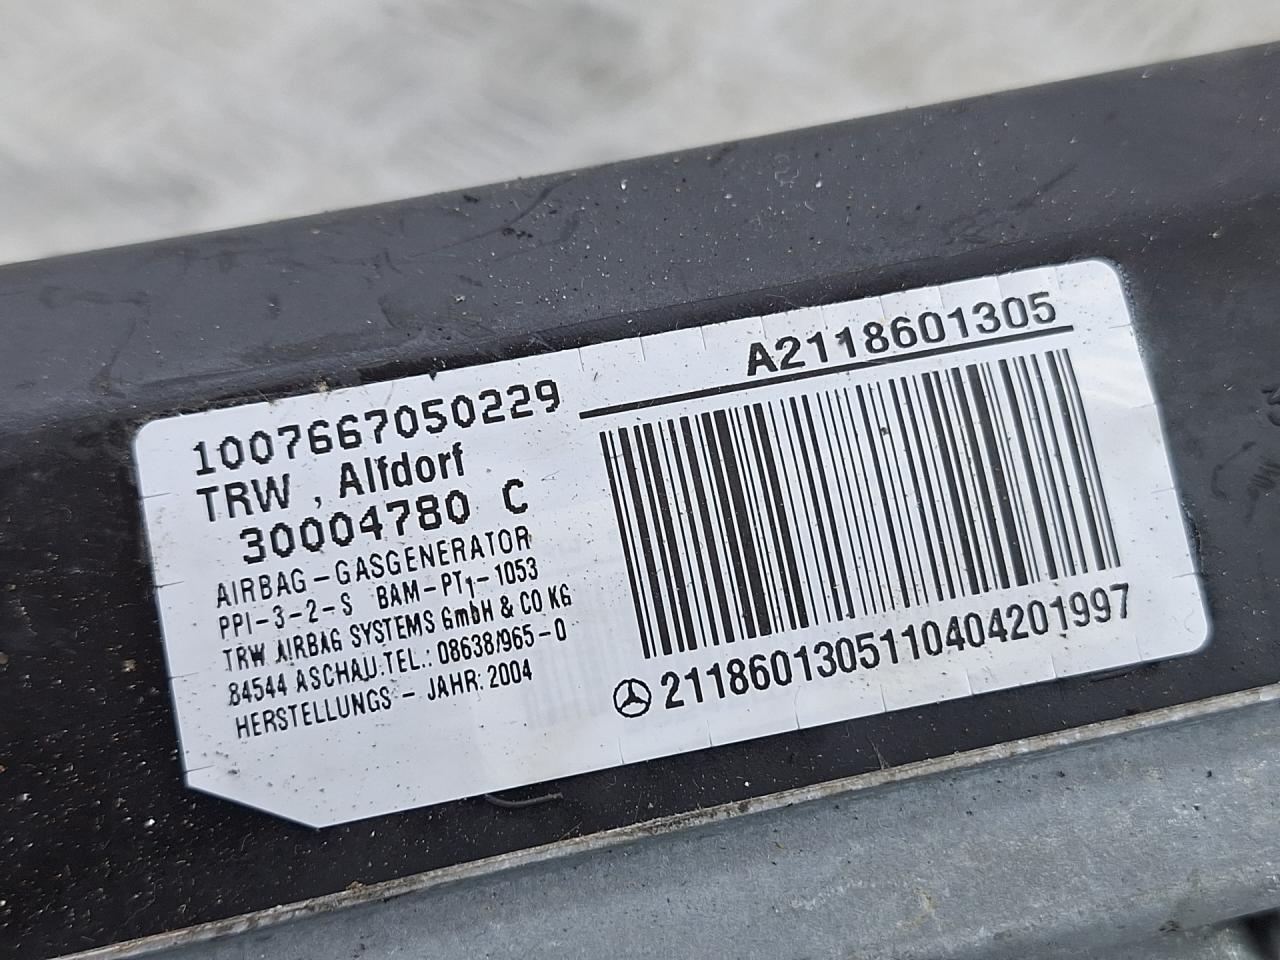 A2118601305
1007667050229
TRW , Alfdorf
30004780 C
AIRBAG-GASGENERATOR
PPI-3-2-S BAM-PT1-1053
TRW AIRBAG SYSTEMS GmbH & CO KG
84544 ASCHAU.TEL.: 08638/965-0
HERSTELLUNGS - JAHR: 2004
2118601305110404201997